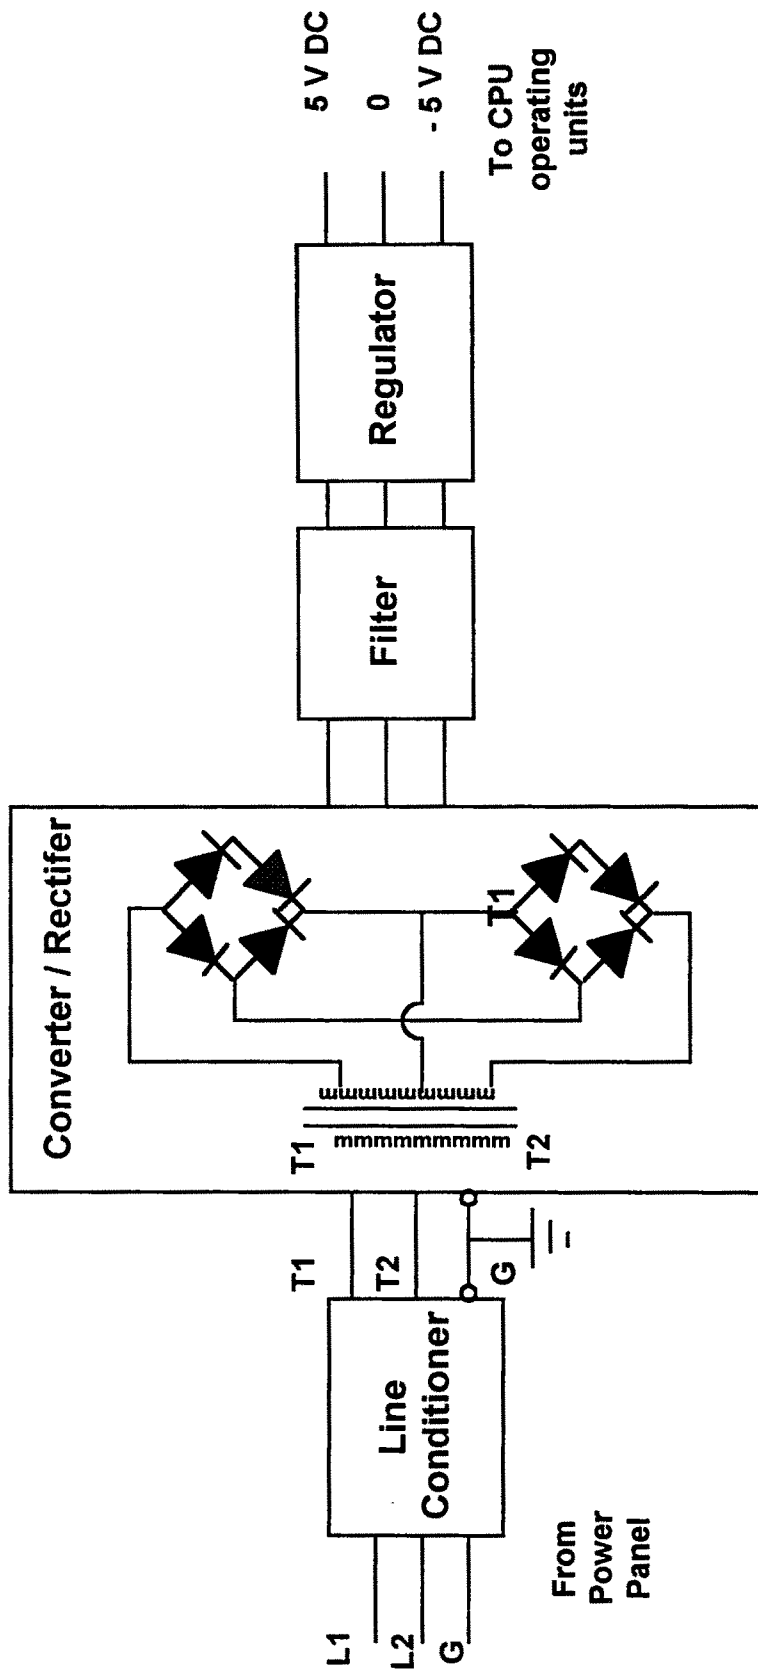 Converter / Rectifer
L1
L2
G
From
Power
Panel
Line
Conditioner
T1
T2
G
T1
T2
T1
Filter
Regulator
5 V DC
0
- 5 V DC
To CPU
operating
units